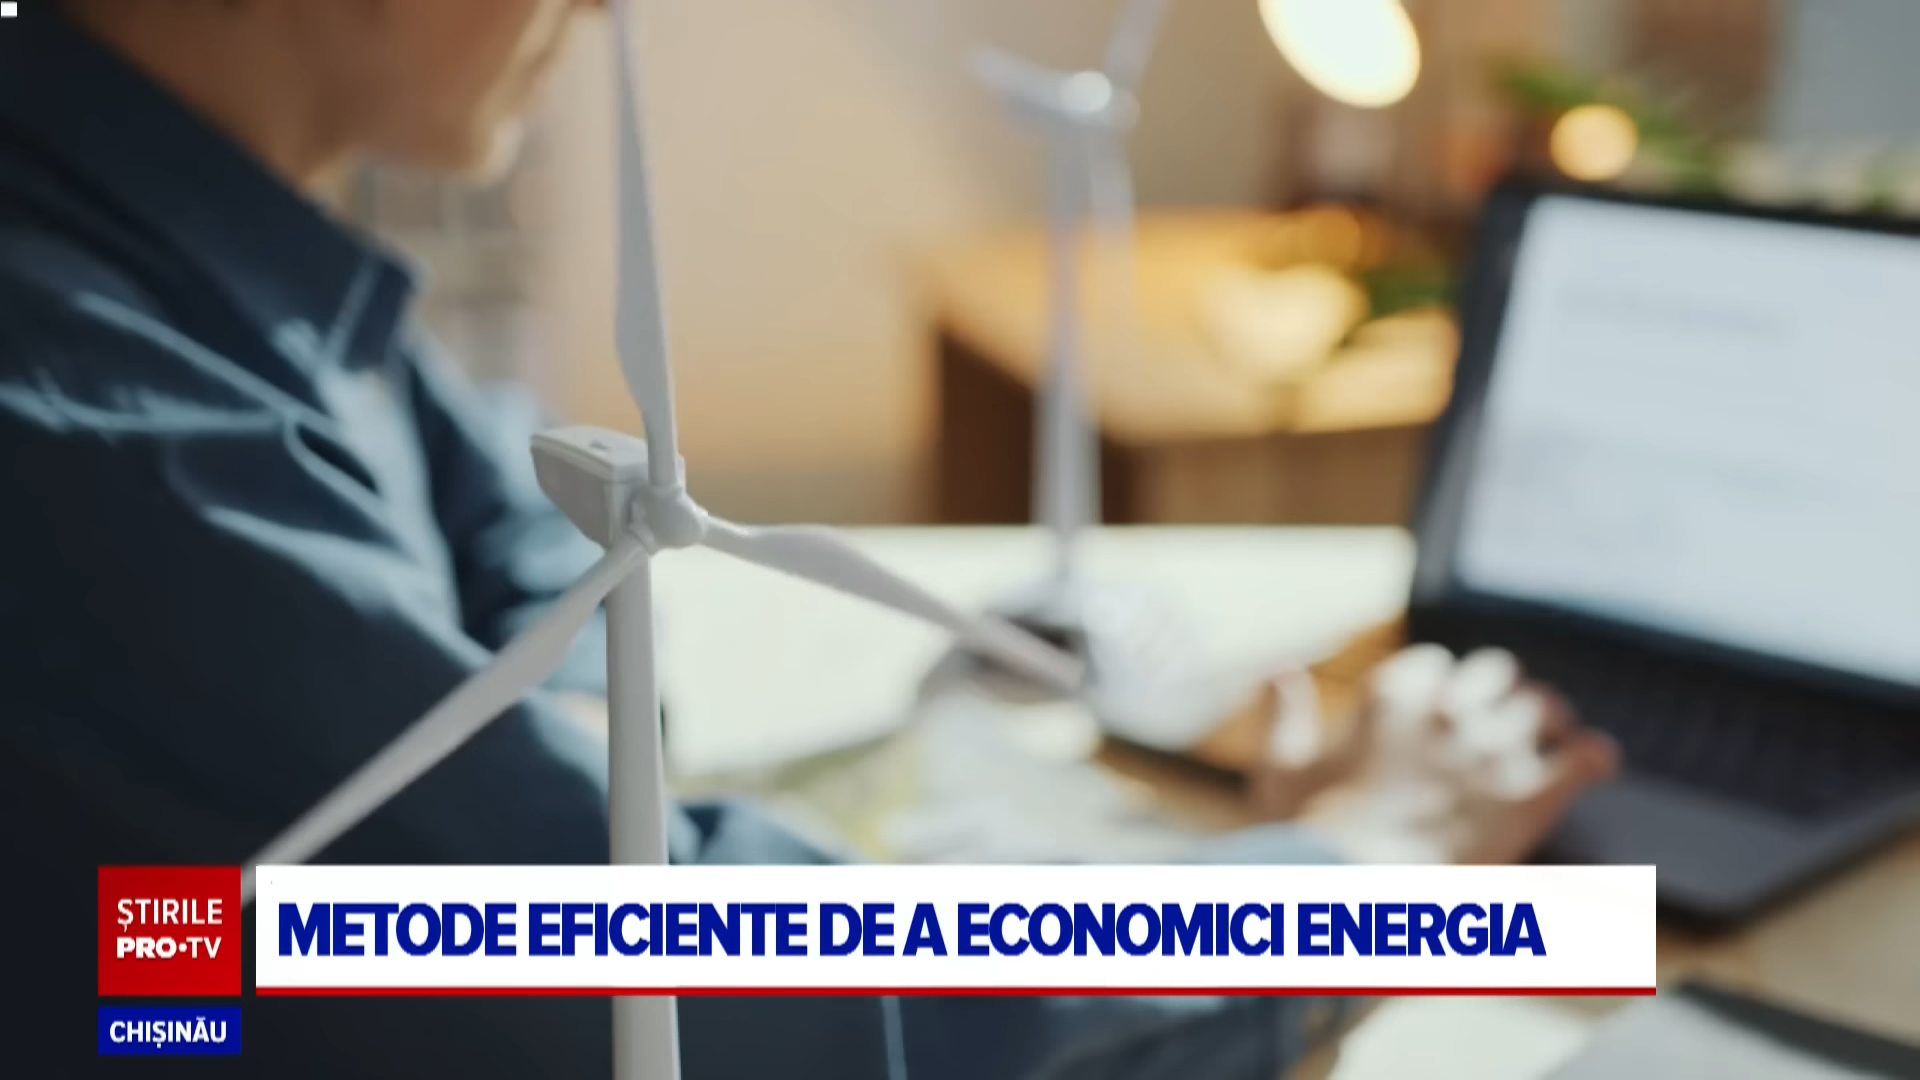 ȘTIRILE
PRO•TV
METODE EFICIENTE DE A ECONOMICI ENERGIA
CHIȘINĂU